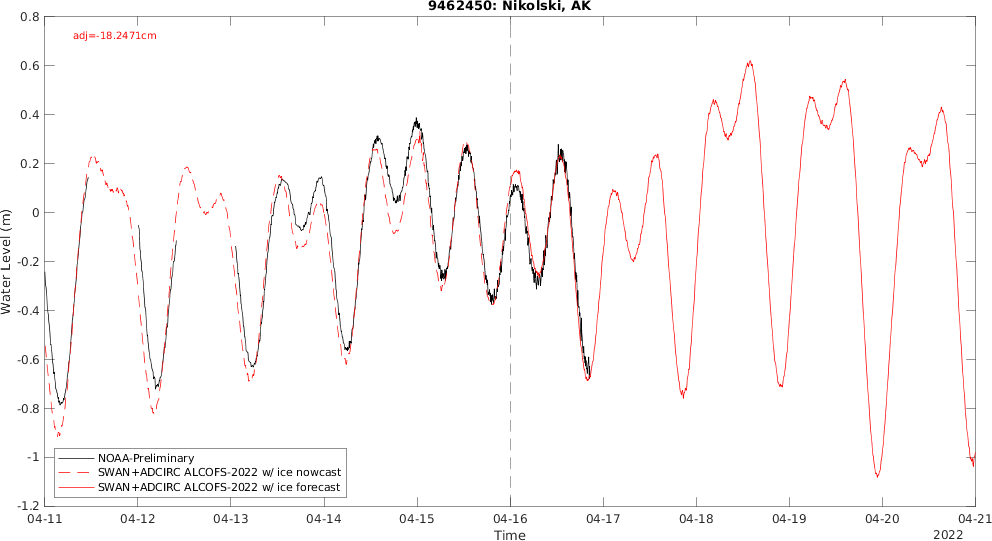 9462450: Nikolski, AK
adj=-18.2471cm
0.8
0.6
0.4
0.2
0
-0.2
-0.4
-0.6
-0.8
-1
-1.2
Water Level (m)
NOAA-Preliminary
SWAN+ADCIRC ALCOFS-2022 w/ ice nowcast
SWAN+ADCIRC ALCOFS-2022 w/ ice forecast
04-11 04-12 04-13 04-14 04-15 04-16 04-17 04-18 04-19 04-20 04-21
Time
2022